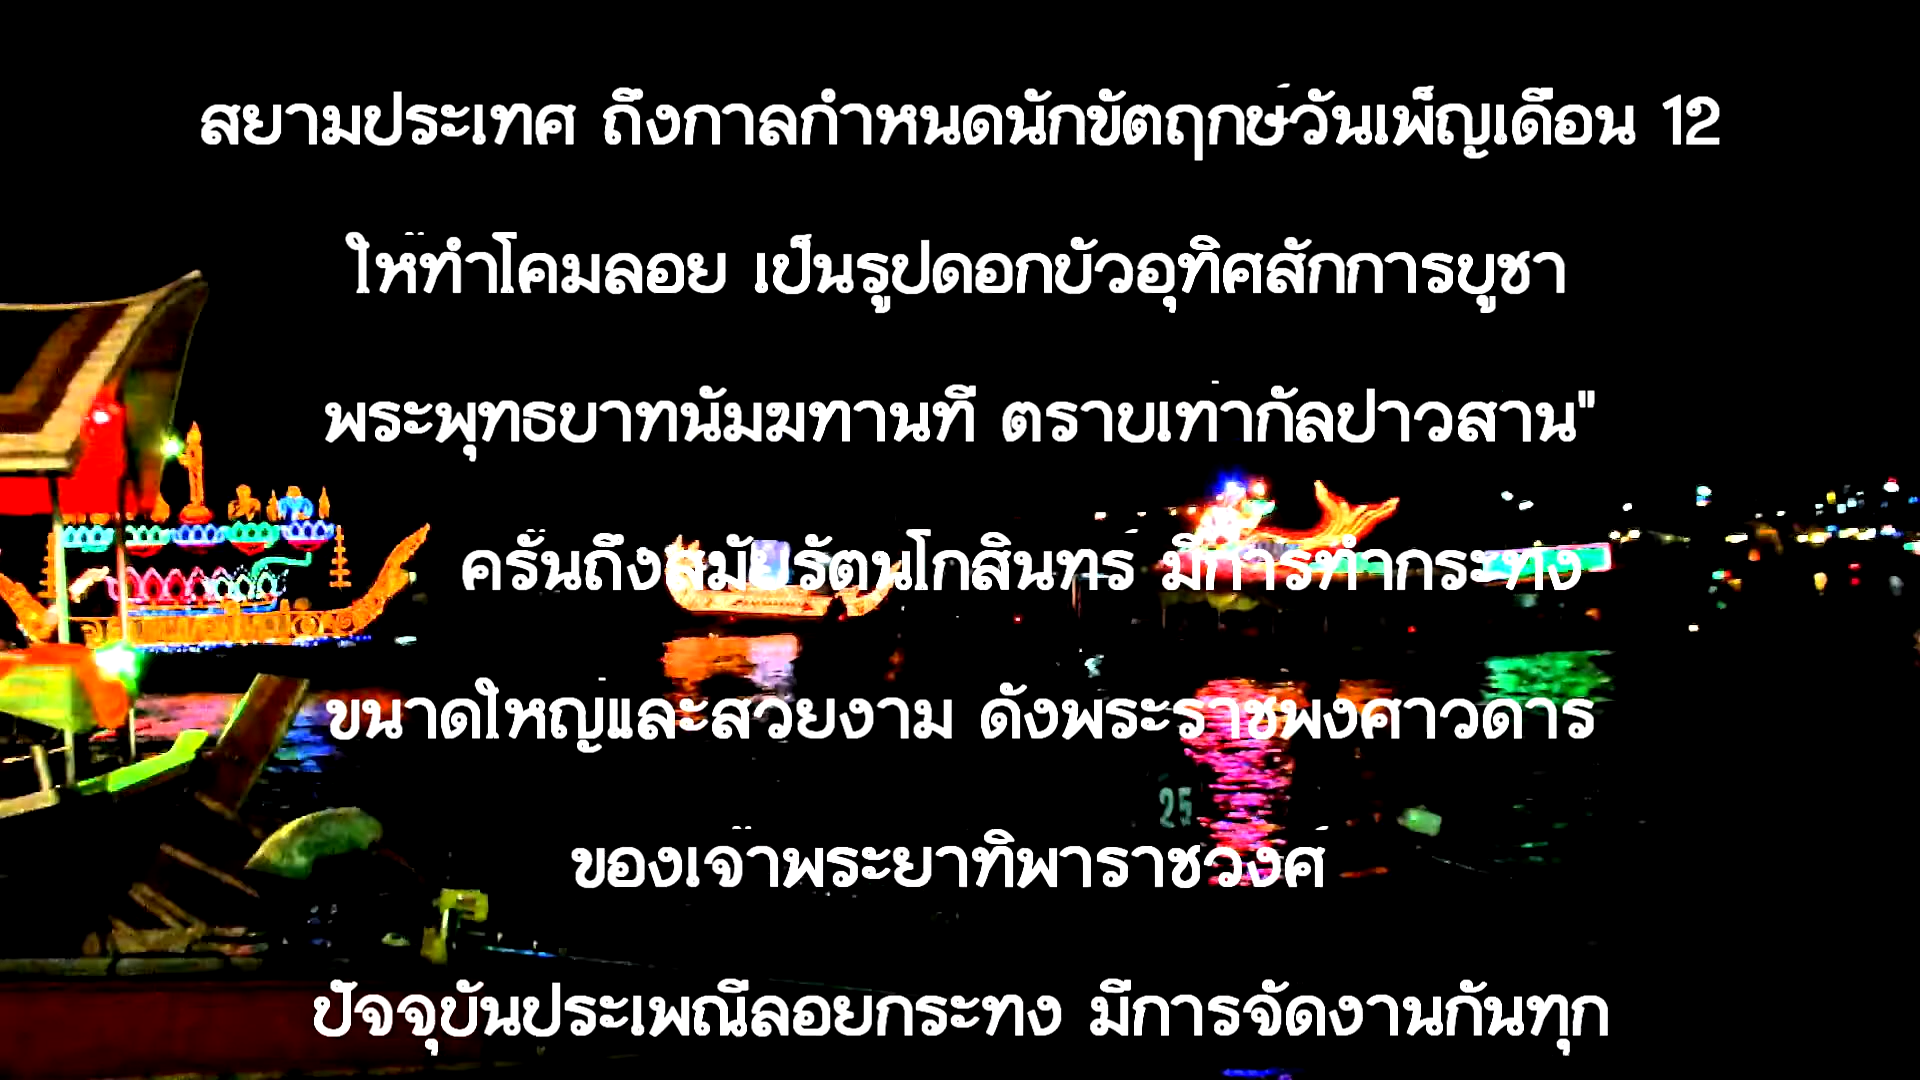 สยามประเทศ ถึงกาลกำหนดนักขัตฤกษ์วันเพ็ญเดือน 12
ให้ทำโคมลอย เป็นรูปดอกบัวอุทิศสักการบูชา
พระพุทธบาทนัมมฆทานที ตราบเท่ากัลปาวสาน"
ครั้นถึงสมัยรัตนโกสินทร์ มีการทำกระทง
ขนาดใหญ่และสวยงาม ดังพระราชพงศาวดาร
25
ของเจ้าพระยาทิพาราชวงศ์
ปัจจุบันประเพณีลอยกระทง มีการจัดงานกันทุก